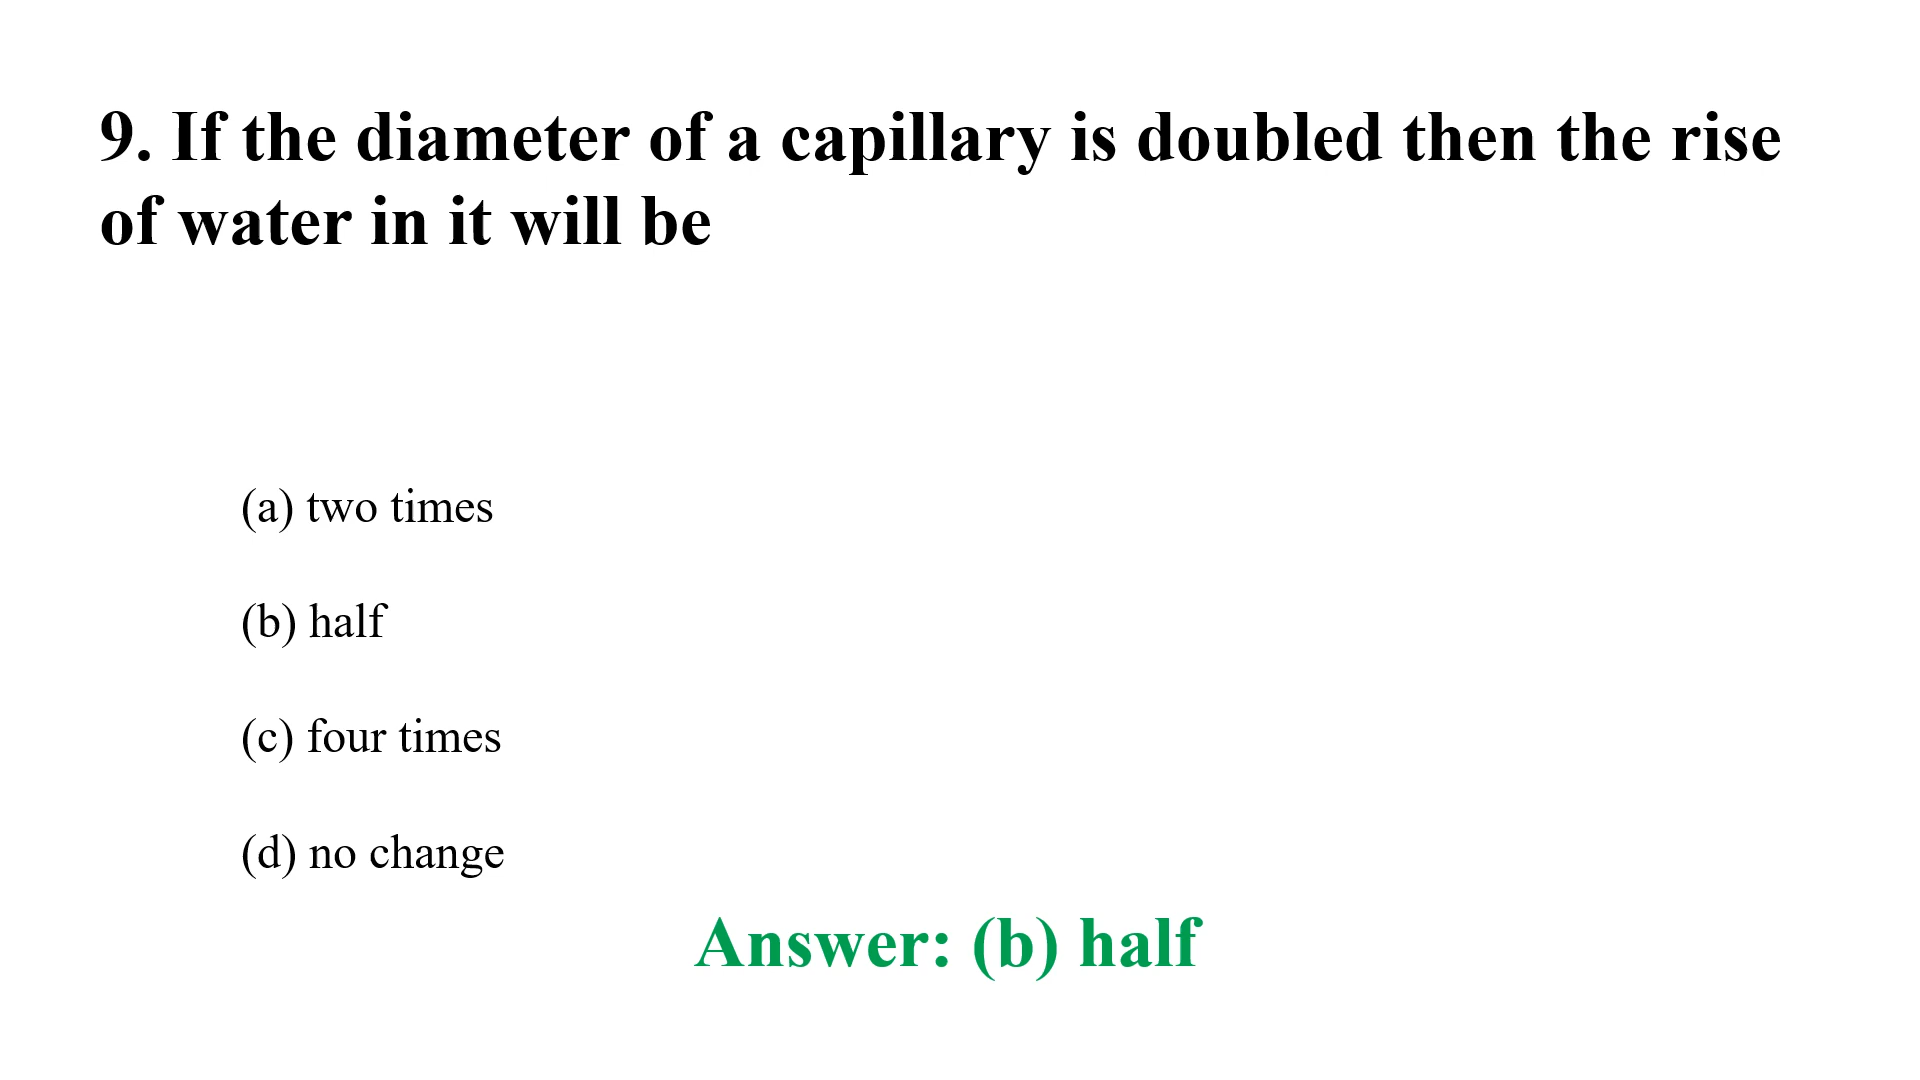 9. If the diameter of a capillary is doubled then the rise
of water in it will be
(a) two times
(b) half
(c) four times
(d) no change
Answer: (b) half